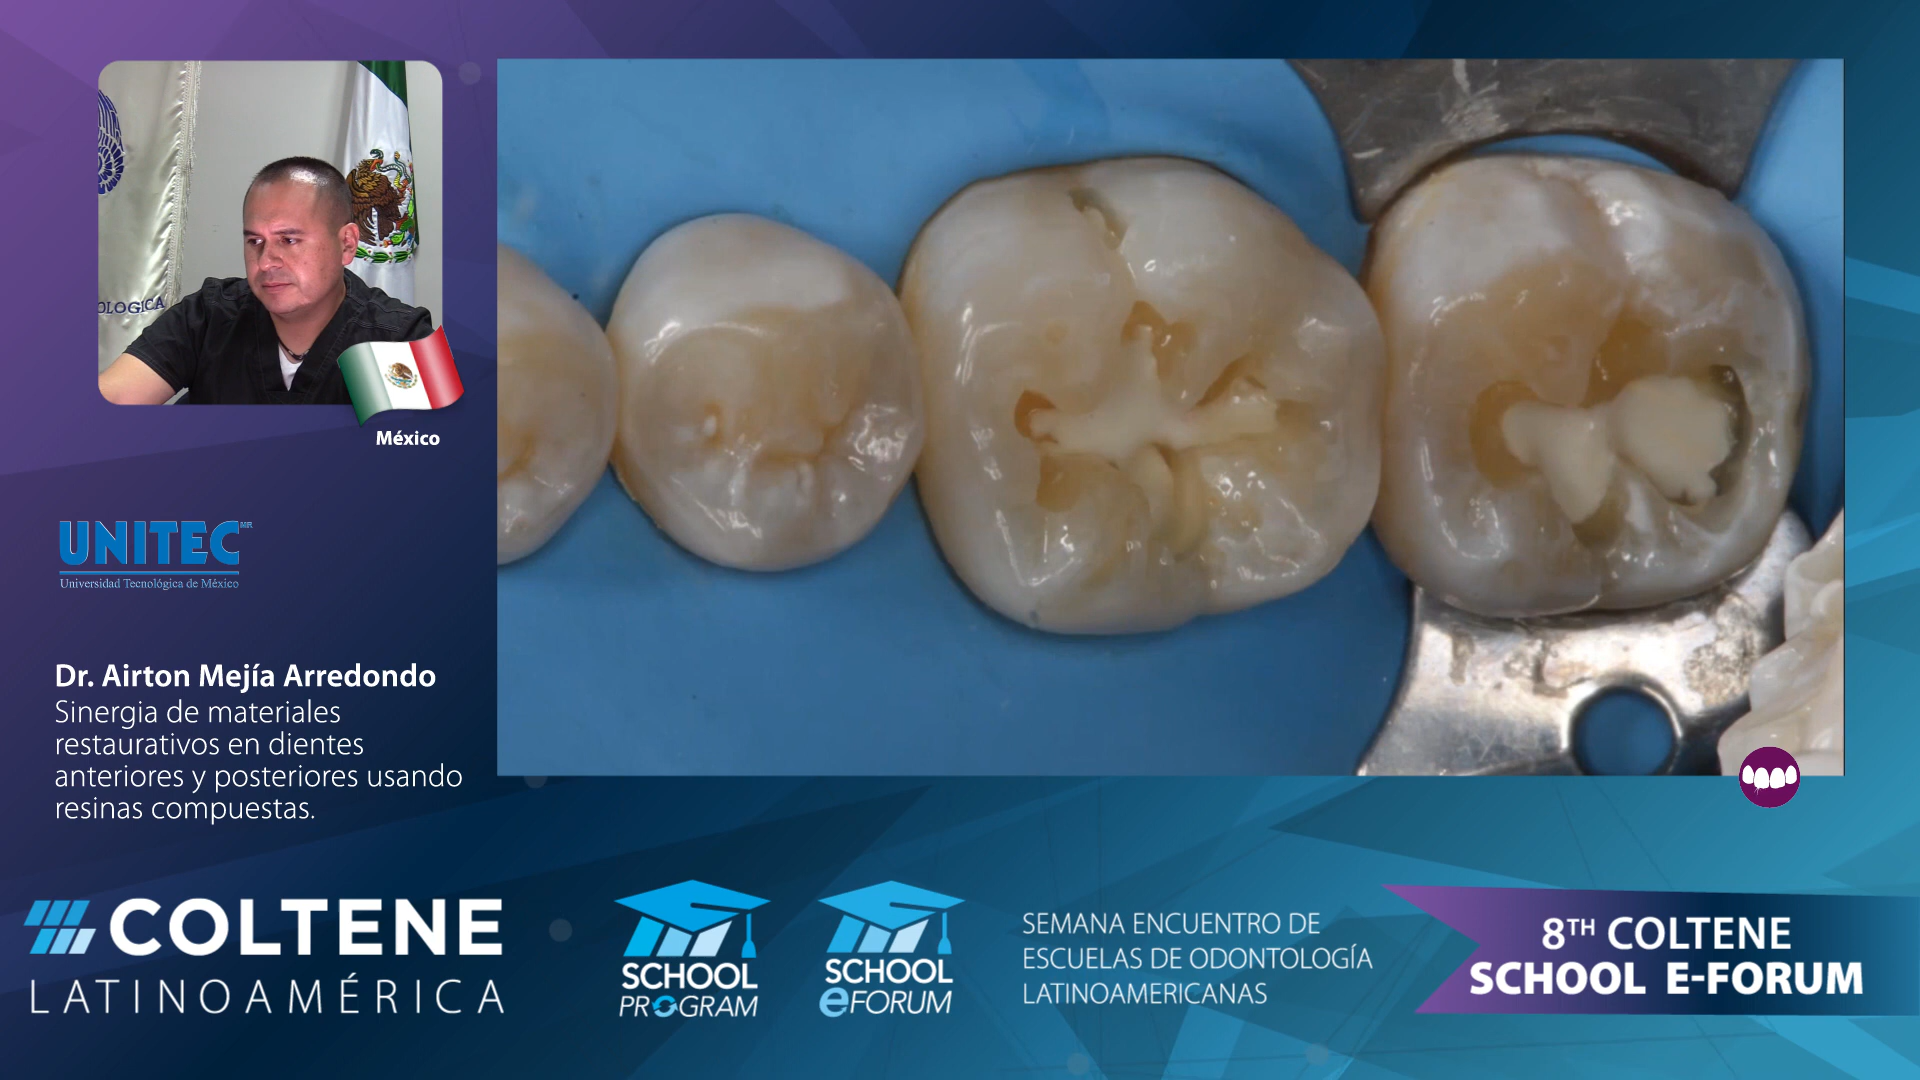 OLOGICA
México
UNITEC MR
Universidad Tecnológica de México
Dr. Airton Mejía Arredondo
Sinergia de materiales
restaurativos en dientes
anteriores y posteriores usando
resinas compuestas.
COLTENE
LATINOAMÉRICA
SCHOOL
PROGRAM
SCHOOL
eFORUM
SEMANA ENCUENTRO DE
ESCUELAS DE ODONTOLOGÍA
LATINOAMERICANAS
8TH COLTENE
SCHOOL E-FORUM